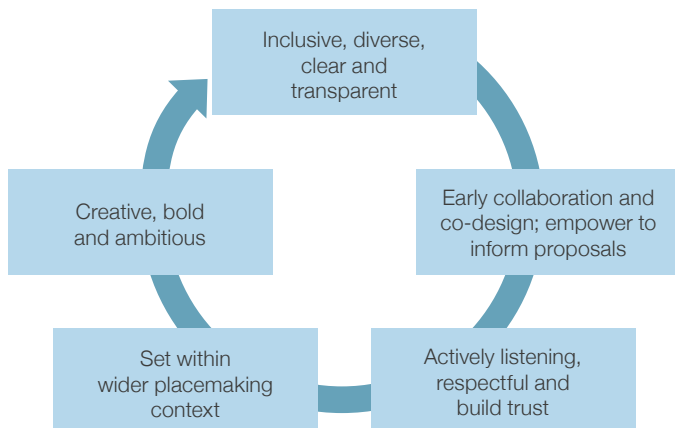 Inclusive, diverse,
clear and
transparent
Early collaboration and
co-design; empower to
inform proposals
Actively listening,
respectful and
build trust
Set within
wider placemaking
context
Creative, bold
and ambitious